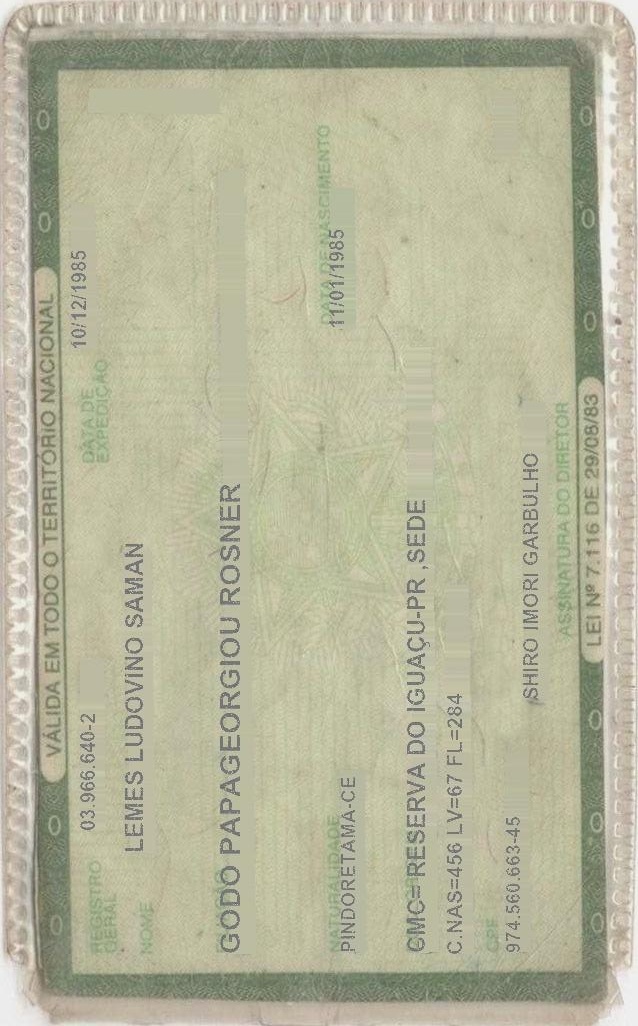 VÁLIDA EM TODO O TERRITÓRIO NACIONAL
REGISTRO GERAL 03.966.640-2 DATA DE EXPEDIÇÃO 10/12/1985
NOME LEMES LUDOVINO SAMAN
GODO PAPAGEORGIOU ROSNER
NATURALIDADE DATA DE NASCIMENTO
PINDORETAMA-CE 11/01/1985
CMC=RESERVA DO IGUAÇU-PR ,SEDE
C.NAS=456 LV=67 FL=284
CPF
974.560.663-45 SHIRO IMORI GARBULHO
ASSINATURA DO DIRETOR
LEI Nº 7.116 DE 29/08/83